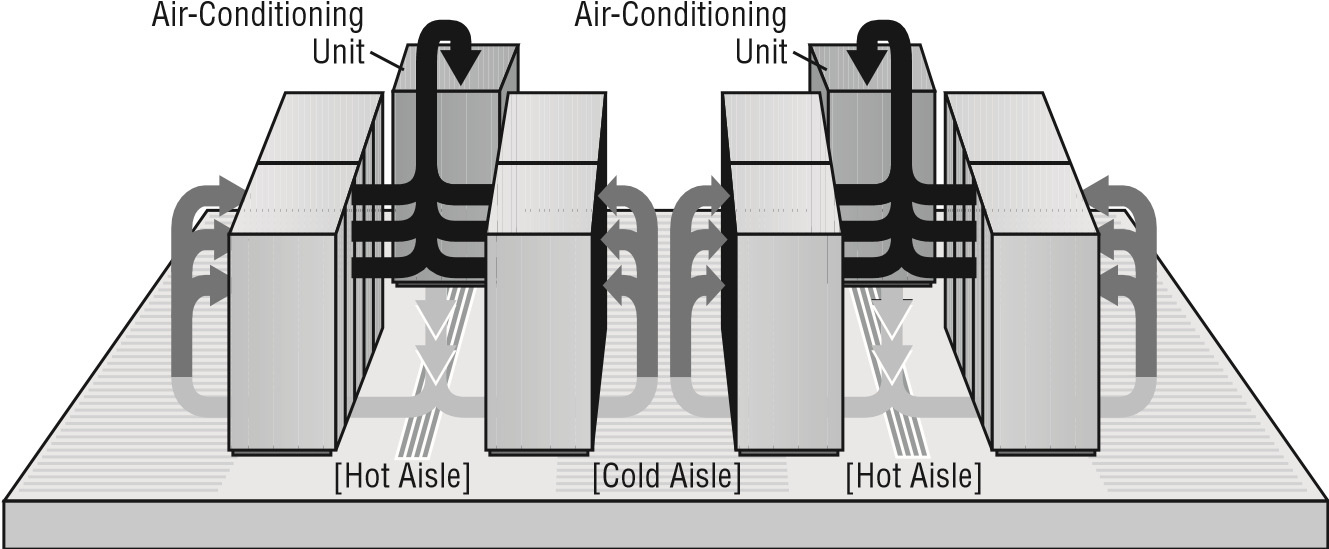 Air-Conditioning
Unit
Air-Conditioning
Unit
[Hot Aisle]
[Cold Aisle]
[Hot Aisle]